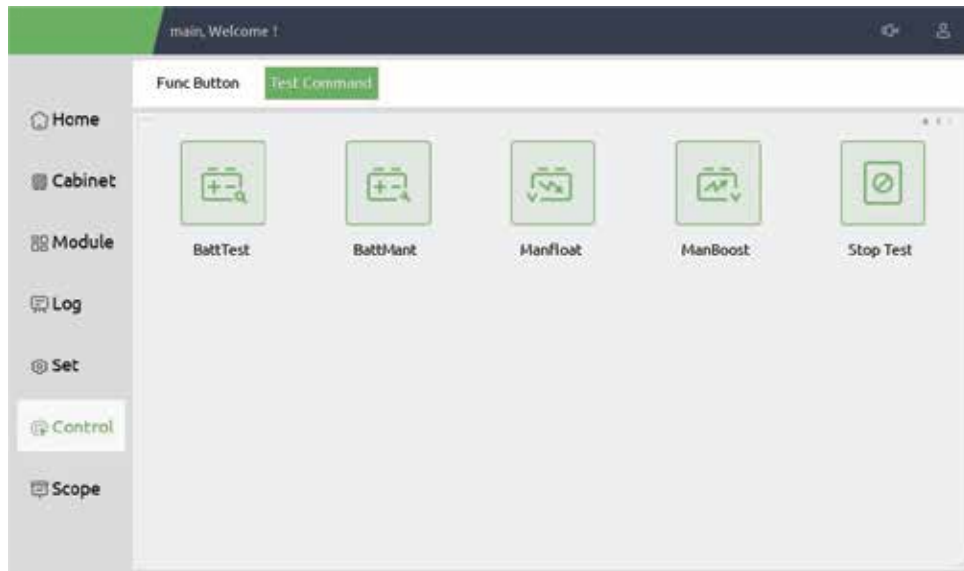 main, Welcome !
Func Button
Test Command
Home
Cabinet
Module
Log
Set
Control
Scope
BattTest
BattMant
Manfloat
ManBoost
Stop Test